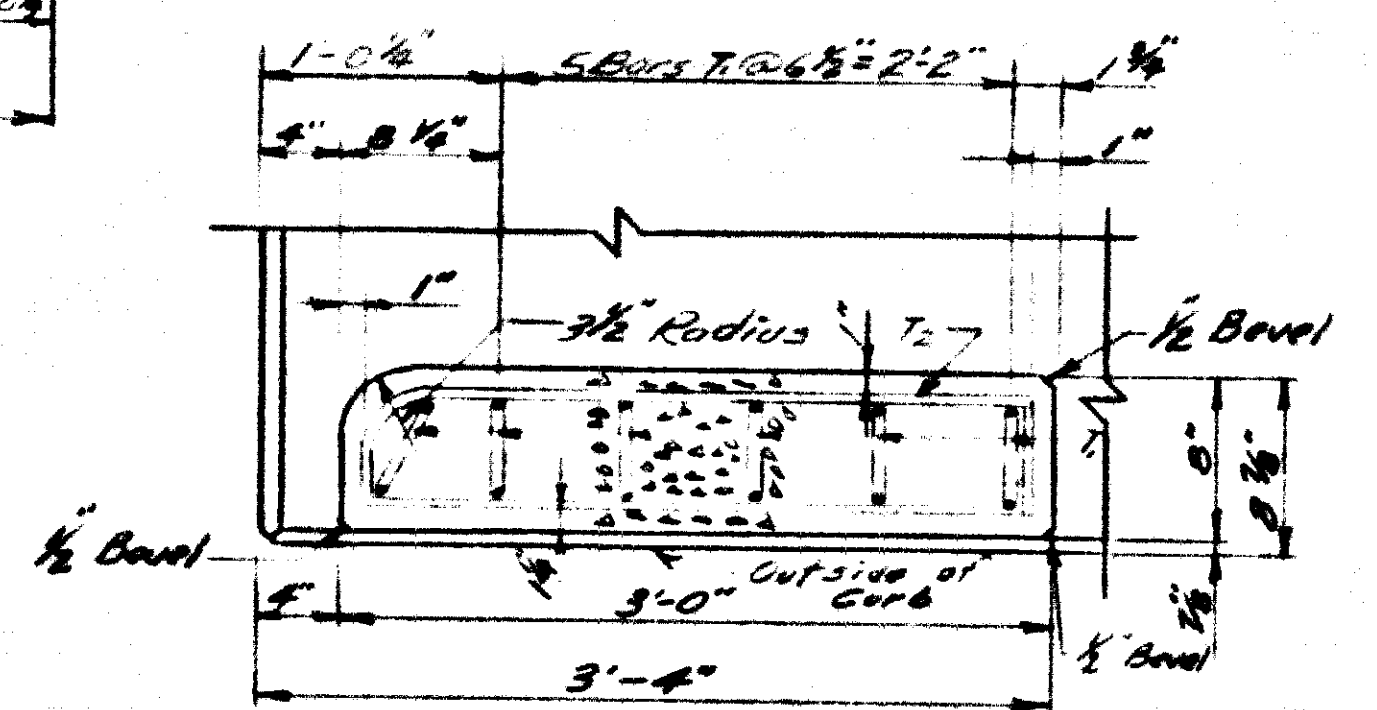 1'-0¼"
5 Bars T₁ @ 6½" = 2'-2"
1¾"
4"
8¼"
1"
1"
3½" Radius
T₂
½" Bevel
8"
8⅞"
½" Bevel
Outside of
Curb
4"
3'-0"
⅞"
½" Bevel
3'-4"